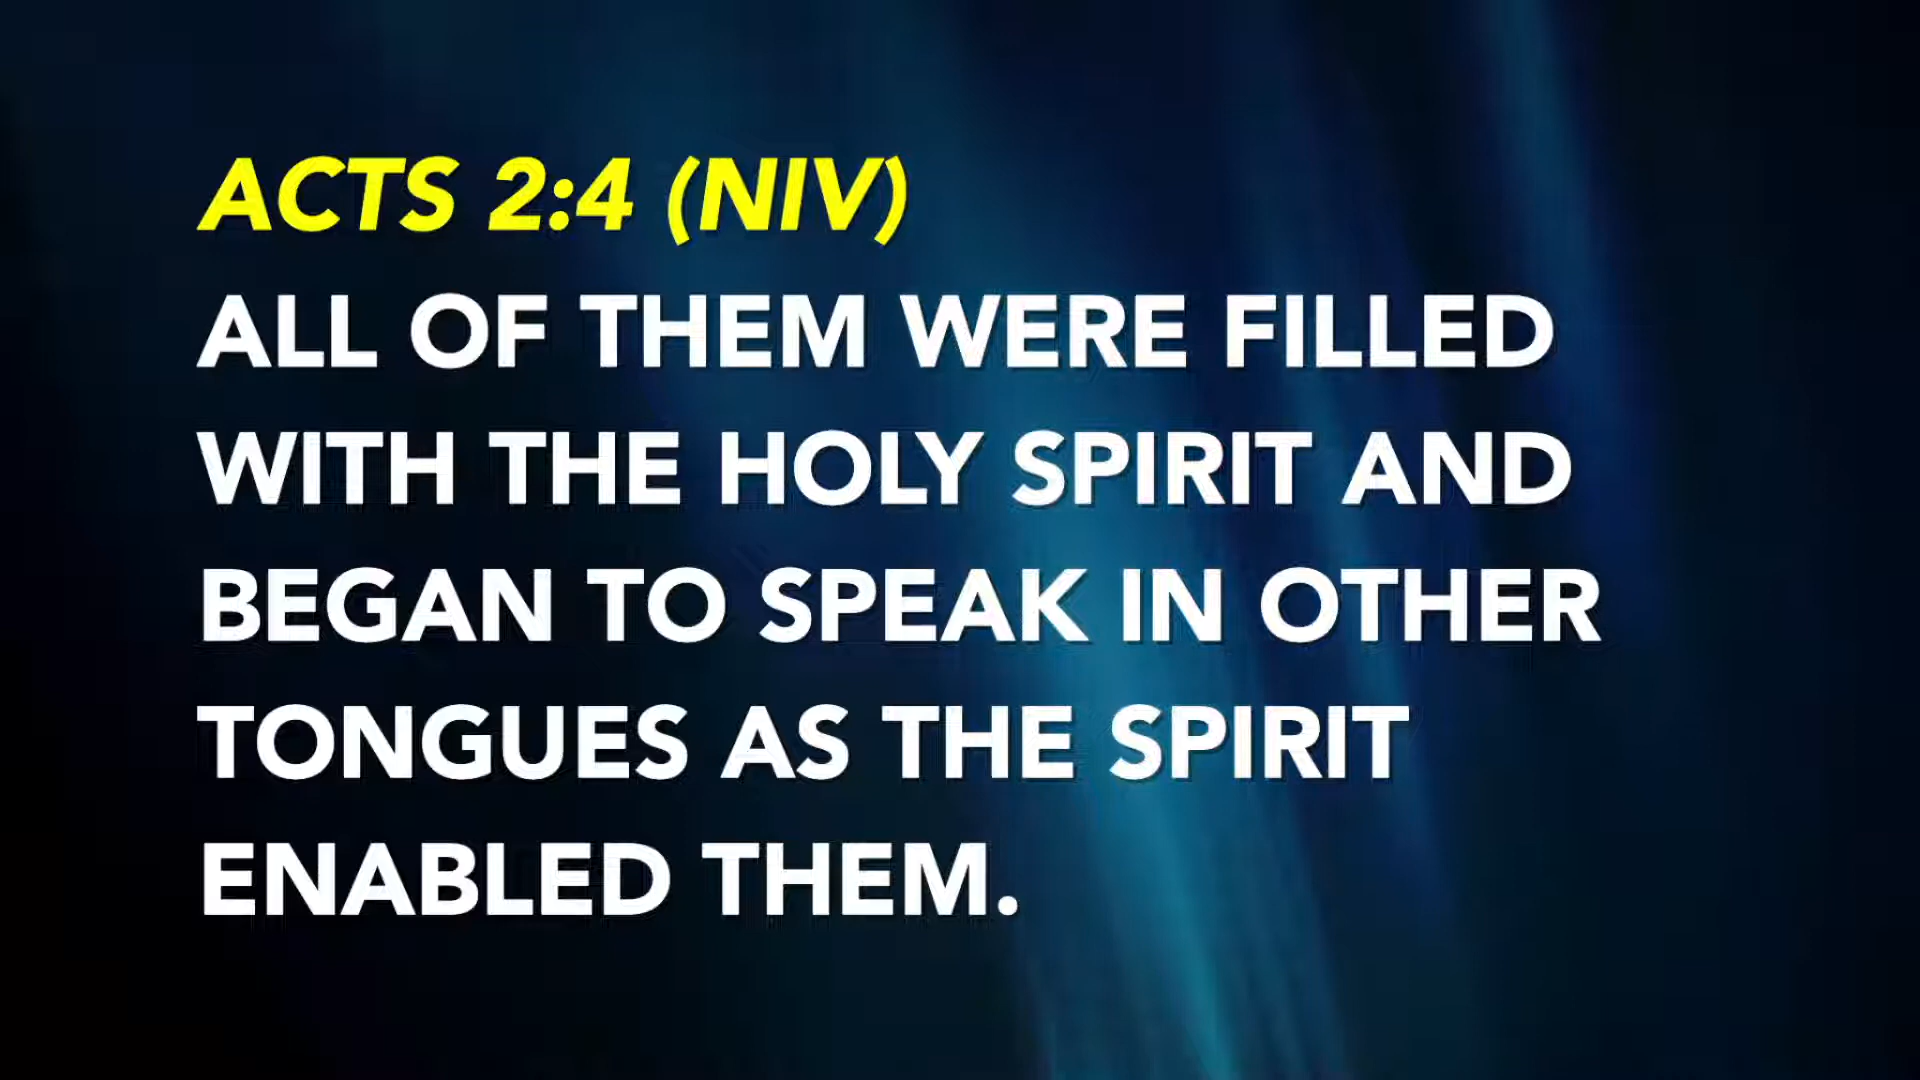 ACTS 2:4 (NIV)
ALL OF THEM WERE FILLED
WITH THE HOLY SPIRIT AND
BEGAN TO SPEAK IN OTHER
TONGUES AS THE SPIRIT
ENABLED THEM.